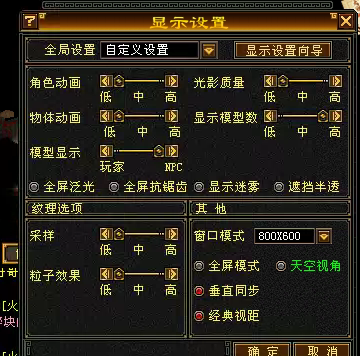 显示设置
全局设置 自定义设置 显示设置向导
角色动画 低 中 高 光影质量 低 中 高
物体动画 低 中 高 显示模型数 低 中 高
模型显示 玩家 NPC
全屏泛光 全屏抗锯齿 显示迷雾 遮挡半透
纹理选项 其 他
采样 低 中 高 窗口模式 800X600
粒子效果 低 中 高 全屏模式 天空视角
垂直同步
经典视距
[火
[火
确 定 取 消